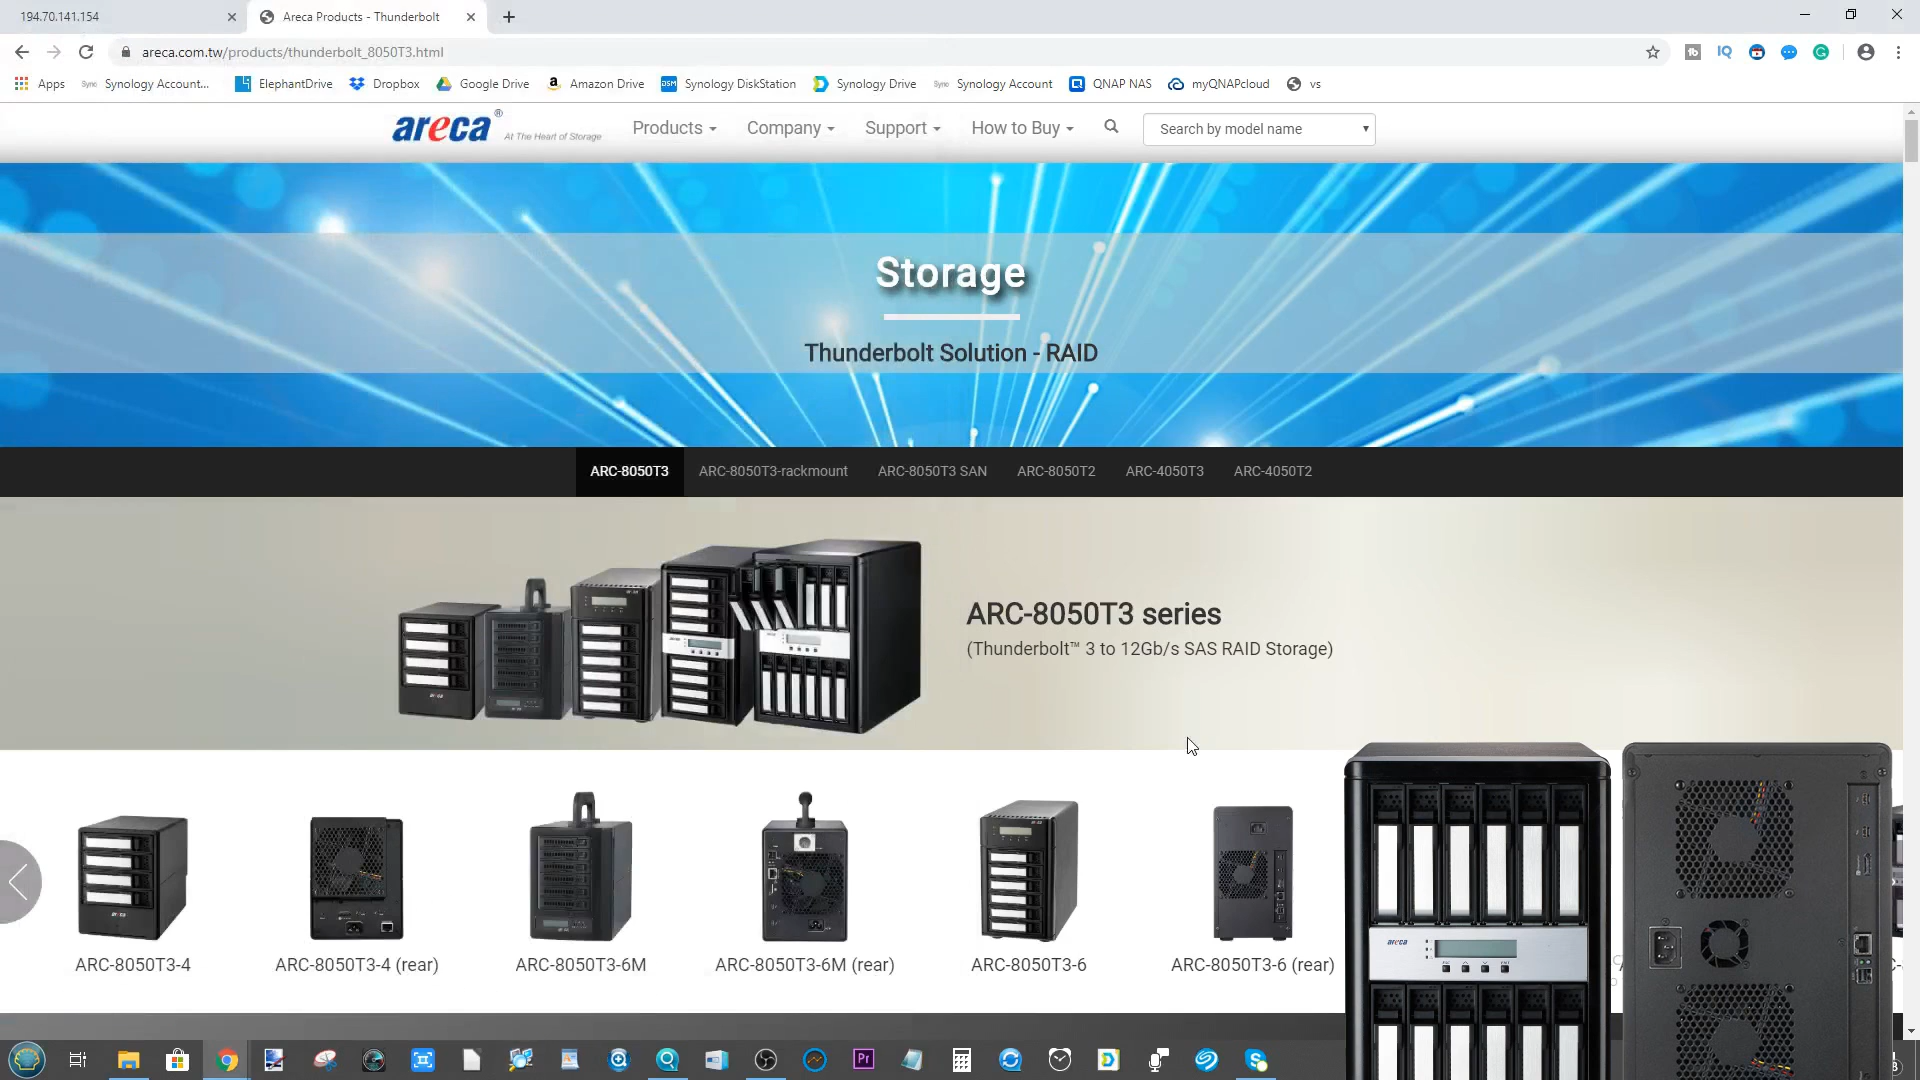 194.70.141.154
Areca Products - Thunderbolt
areca.com.tw/products/thunderbolt_8050T3.html
Apps
Sync Synology Account...
ElephantDrive
Dropbox
Google Drive
Amazon Drive
DSM Synology DiskStation
Synology Drive
Sync Synology Account
QNAP NAS
myQNAPcloud
vs
areca® At The Heart of Storage
Products
Company
Support
How to Buy
Search by model name
Storage
Thunderbolt Solution - RAID
ARC-8050T3
ARC-8050T3-rackmount
ARC-8050T3 SAN
ARC-8050T2
ARC-4050T3
ARC-4050T2
ARC-8050T3 series
(Thunderbolt™ 3 to 12Gb/s SAS RAID Storage)
ARC-8050T3-4
ARC-8050T3-4 (rear)
ARC-8050T3-6M
ARC-8050T3-6M (rear)
ARC-8050T3-6
ARC-8050T3-6 (rear)
areca
Pr